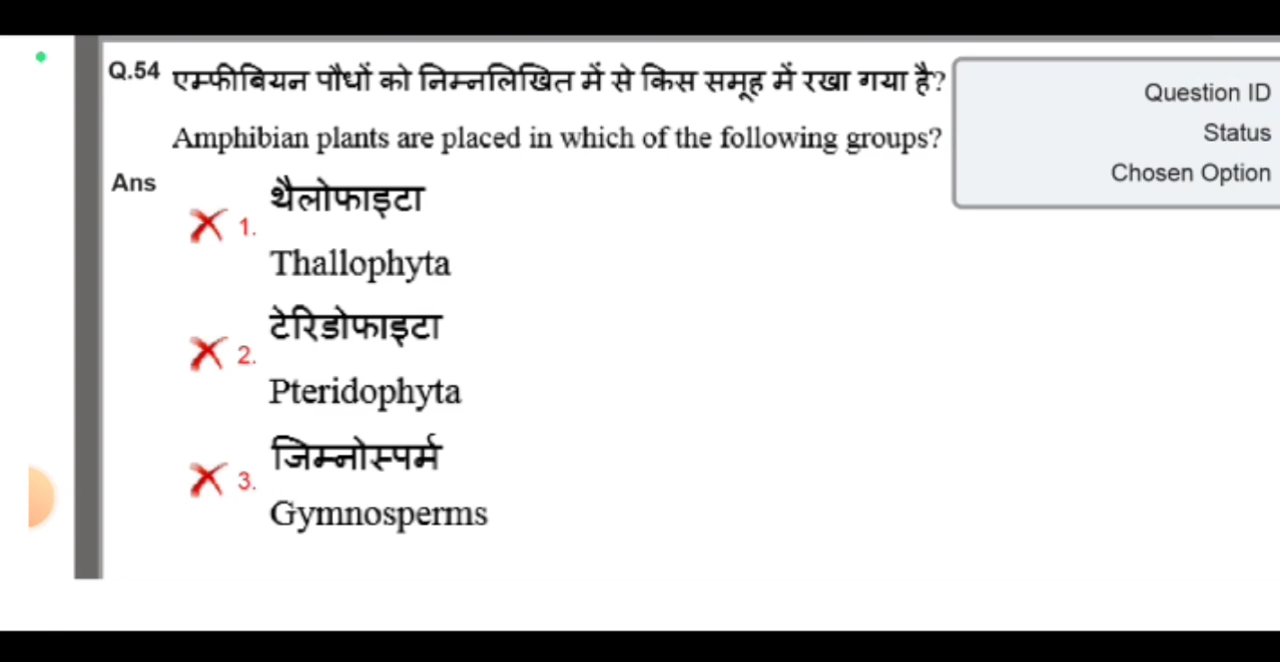 Q.54 एम्फीबियन पौधों को निम्नलिखित में से किस समूह में रखा गया है?
Amphibian plants are placed in which of the following groups?
Question ID
Status
Chosen Option
Ans
1. थैलोफाइटा
Thallophyta
2. टेरिडोफाइटा
Pteridophyta
3. जिम्नोस्पर्म
Gymnosperms